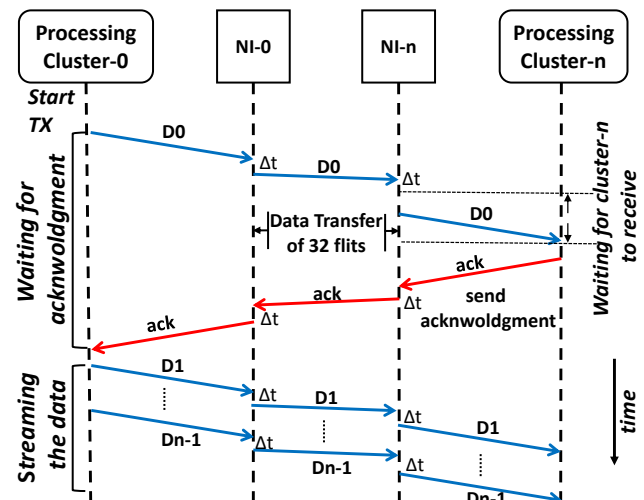 Processing
Cluster-0
NI-0
NI-n
Processing
Cluster-n
Start
TX
D0
Δt
D0
Δt
Waiting for
acknwoldgment
Data Transfer
of 32 flits
D0
Waiting for cluster-n
to receive
ack
ack
Δt
send
acknwoldgment
ack
Δt
Streaming
the data
D1
Δt
D1
Δt
D1
time
Dn-1
Δt
Dn-1
Δt
Dn-1